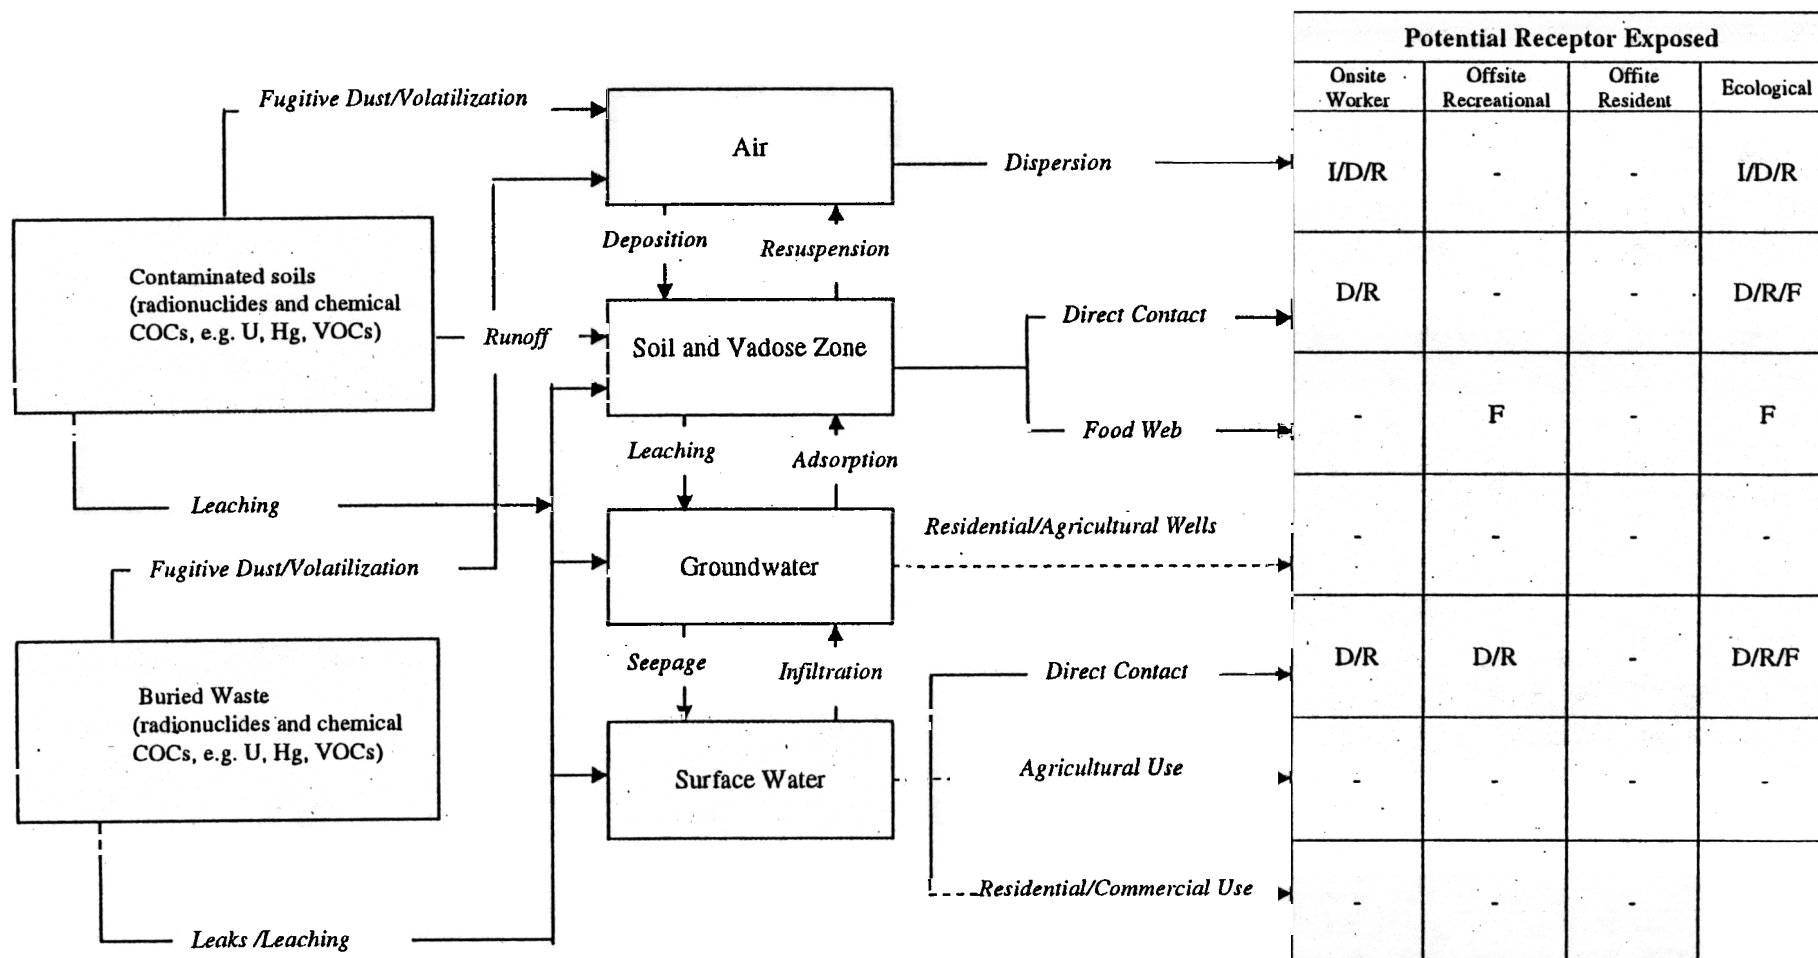 Potential Receptor Exposed
Onsite
Worker
Offsite
Recreational
Offite
Resident
Ecological
Fugitive Dust/Volatilization
Air
Dispersion
I/D/R
-
-
I/D/R
Deposition
Resuspension
Contaminated soils
(radionuclides and chemical
COCs, e.g. U, Hg, VOCs)
Runoff
Soil and Vadose Zone
Direct Contact
D/R
-
-
D/R/F
Food Web
-
F
-
F
Leaching
Adsorption
Leaching
Residential/Agricultural Wells
-
-
-
-
Fugitive Dust/Volatilization
Groundwater
Seepage
Infiltration
Direct Contact
D/R
D/R
-
D/R/F
Buried Waste
(radionuclides and chemical
COCs, e.g. U, Hg, VOCs)
Surface Water
Agricultural Use
-
-
-
-
Residential/Commercial Use
-
-
-
Leaks /Leaching